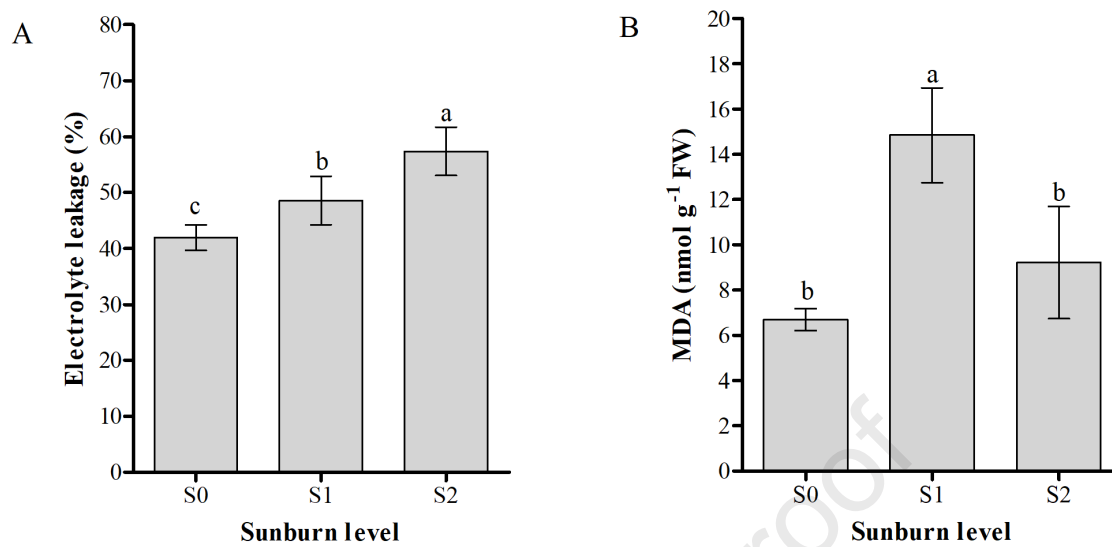 A
Electrolyte leakage (%)
80
70
60
50
40
30
20
10
0
c
b
a
S0 S1 S2
Sunburn level
B
MDA (nmol g⁻¹ FW)
20
18
16
14
12
10
8
6
4
2
0
b
a
b
S0 S1 S2
Sunburn level
roof